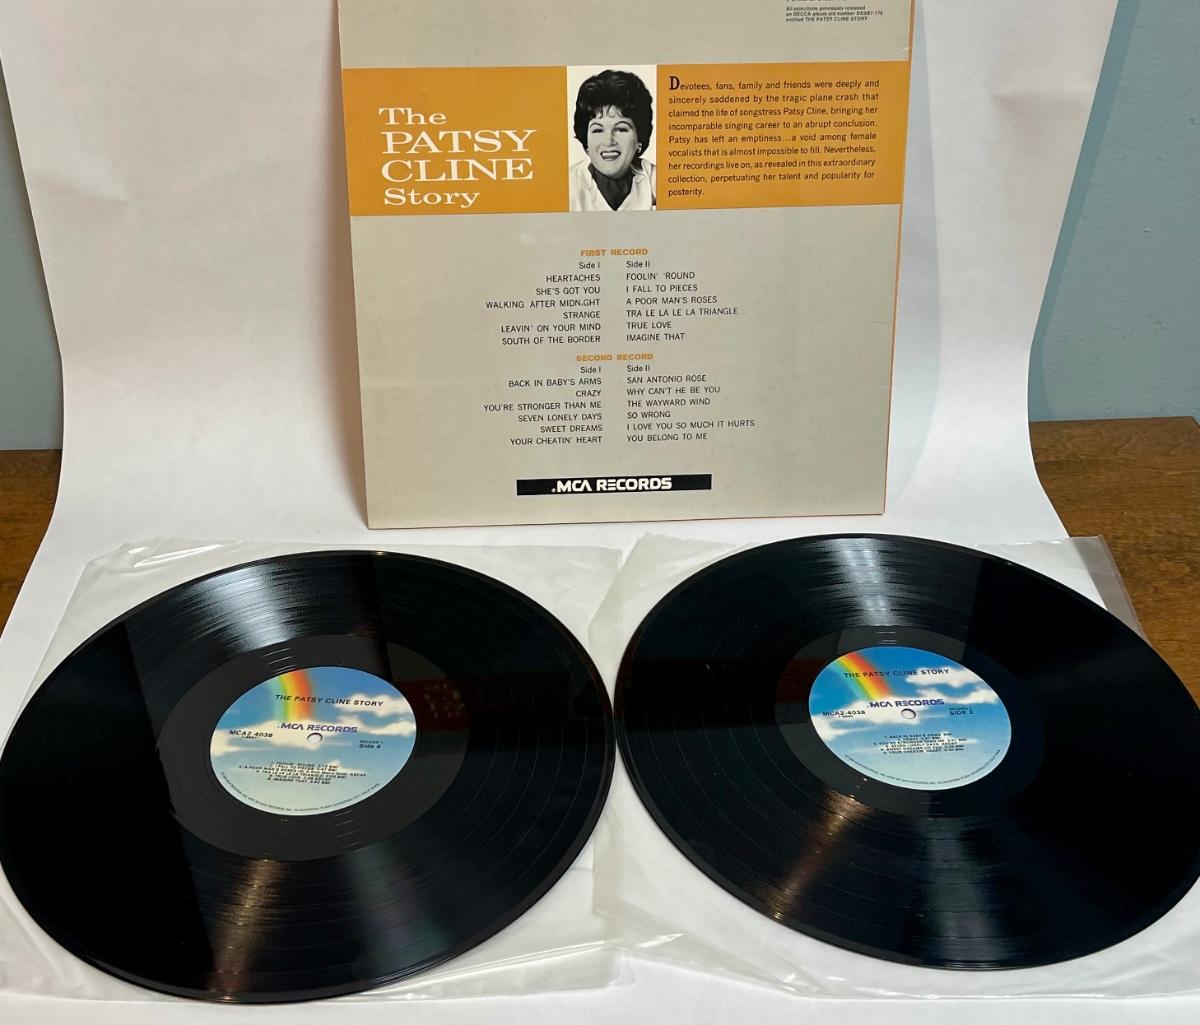 All selections previously released
on DECCA album old number DXSB7-176
entitled THE PATSY CLINE STORY
The
PATSY
CLINE
Story
Devotees, fans, family and friends were deeply and
sincerely saddened by the tragic plane crash that
claimed the life of songstress Patsy Cline, bringing her
incomparable singing career to an abrupt conclusion.
Patsy has left an emptiness...a void among female
vocalists that is almost impossible to fill. Nevertheless,
her recordings live on, as revealed in this extraordinary
collection, perpetuating her talent and popularity for
posterity.
FIRST RECORD
Side I
HEARTACHES
SHE'S GOT YOU
WALKING AFTER MIDNIGHT
STRANGE
LEAVIN' ON YOUR MIND
SOUTH OF THE BORDER
Side II
FOOLIN' 'ROUND
I FALL TO PIECES
A POOR MAN'S ROSES
TRA LE LA LE LA TRIANGLE
TRUE LOVE
IMAGINE THAT
SECOND RECORD
Side I
BACK IN BABY'S ARMS
CRAZY
YOU'RE STRONGER THAN ME
SEVEN LONELY DAYS
SWEET DREAMS
YOUR CHEATIN' HEART
Side II
SAN ANTONIO ROSE
WHY CAN'T HE BE YOU
THE WAYWARD WIND
SO WRONG
I LOVE YOU SO MUCH IT HURTS
YOU BELONG TO ME
MCA RECORDS
THE PATSY CLINE STORY
MCA RECORDS
MCA2-4038
RECORD 1
Side 4
THE PATSY CLINE STORY
MCA RECORDS
MCA2-4038
SIDE 2